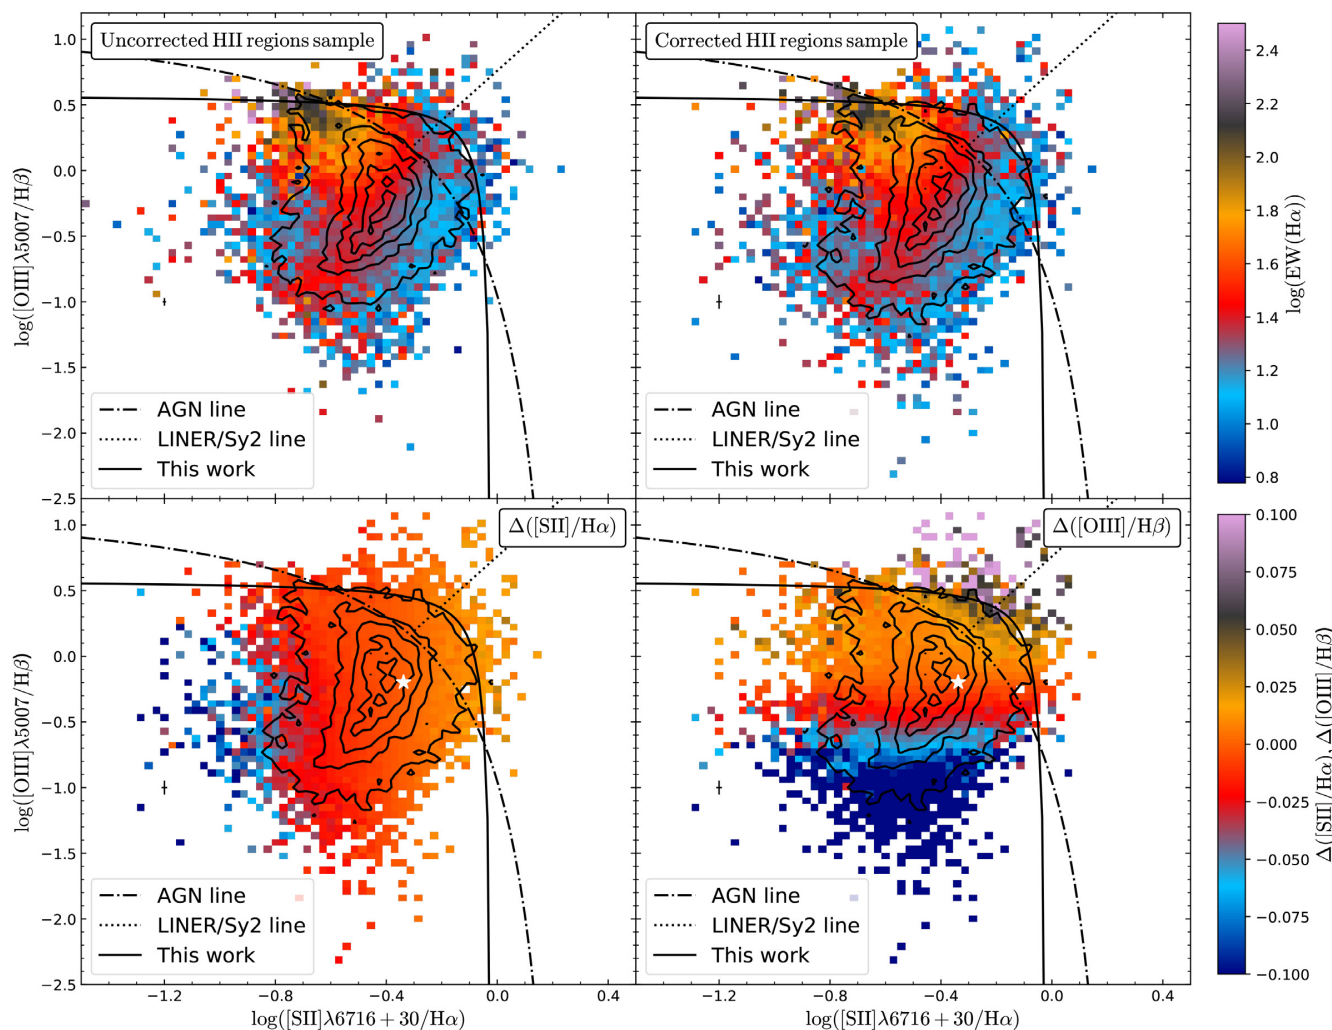 Uncorrected HII regions sample
Corrected HII regions sample
log([OIII]λ5007/Hβ)
1.0
0.5
0.0
−0.5
−1.0
−1.5
−2.0
−2.5
AGN line
LINER/Sy2 line
This work
AGN line
LINER/Sy2 line
This work
2.4
2.2
2.0
1.8
1.6
1.4
1.2
1.0
0.8
log(EW(Hα))
Δ([SII]/Hα)
Δ([OIII]/Hβ)
log([OIII]λ5007/Hβ)
1.0
0.5
0.0
−0.5
−1.0
−1.5
−2.0
−2.5
AGN line
LINER/Sy2 line
This work
AGN line
LINER/Sy2 line
This work
−1.2 −0.8 −0.4 0.0 0.4
−1.2 −0.8 −0.4 0.0 0.4
log([SII]λ6716 + 30/Hα)
log([SII]λ6716 + 30/Hα)
0.100
0.075
0.050
0.025
0.000
−0.025
−0.050
−0.075
−0.100
Δ([SII]/Hα), Δ([OIII]/Hβ)